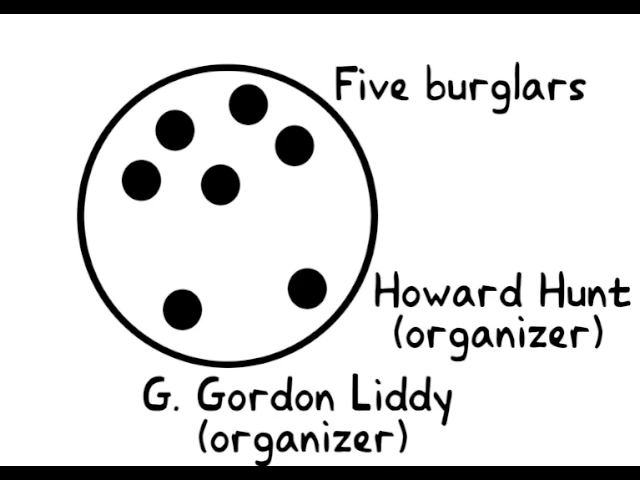 Five burglars
Howard Hunt
(organizer)
G. Gordon Liddy
(organizer)